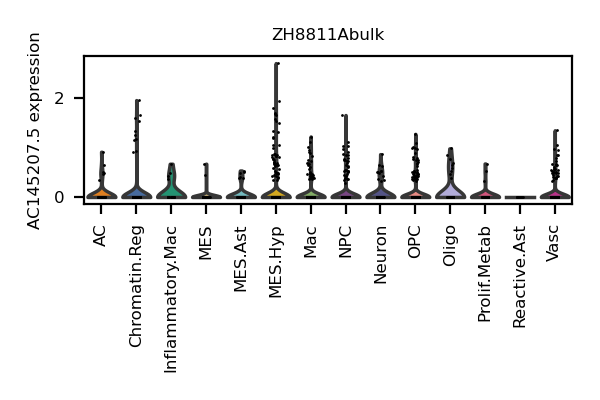 ZH8811Abulk
AC145207.5 expression
2
0
AC
Chromatin.Reg
Inflammatory.Mac
MES
MES.Ast
MES.Hyp
Mac
NPC
Neuron
OPC
Oligo
Prolif.Metab
Reactive.Ast
Vasc